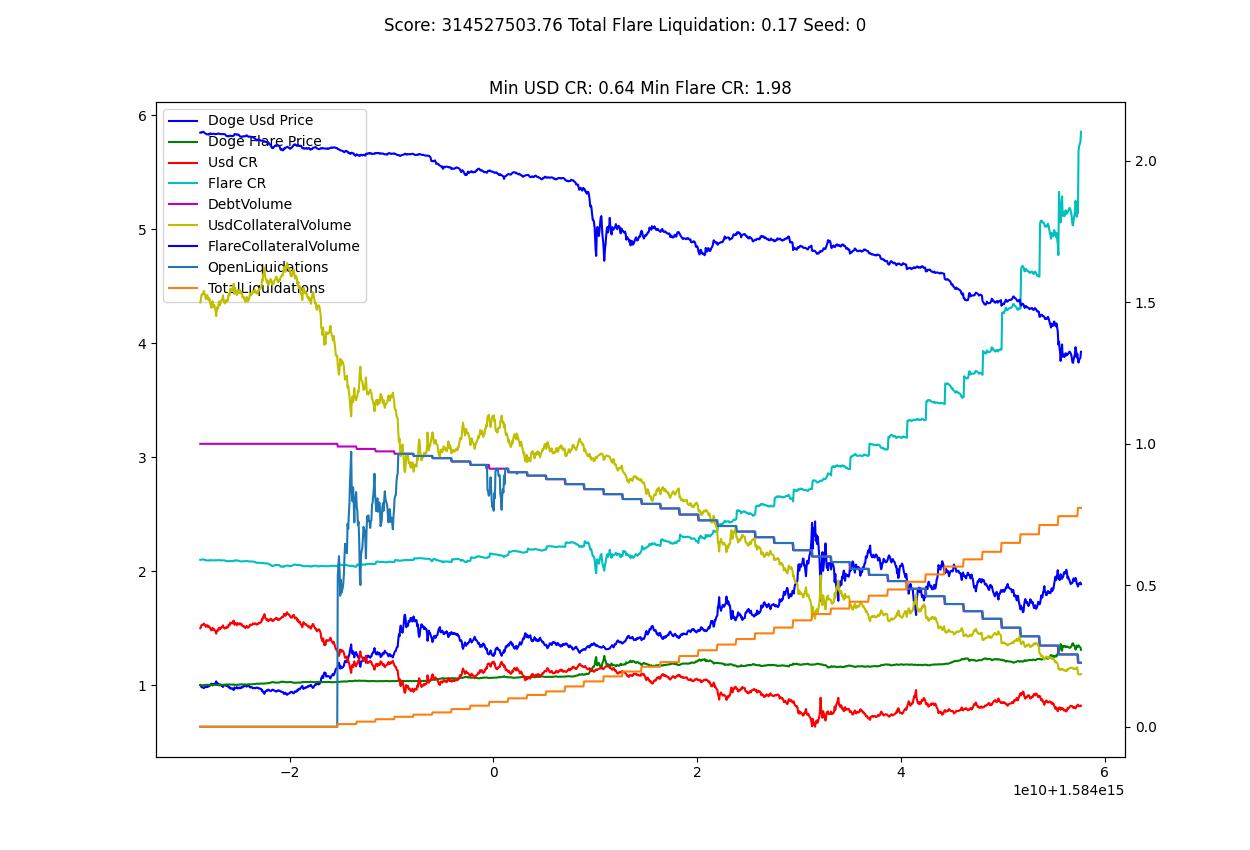 Score: 314527503.76 Total Flare Liquidation: 0.17 Seed: 0
Min USD CR: 0.64 Min Flare CR: 1.98
6
5
4
3
2
1
Doge Usd Price
Doge Flare Price
Usd CR
Flare CR
DebtVolume
UsdCollateralVolume
FlareCollateralVolume
OpenLiquidations
TotalLiquidations
2.0
1.5
1.0
0.5
0.0
−2
0
2
4
6
1e10+1.584e15